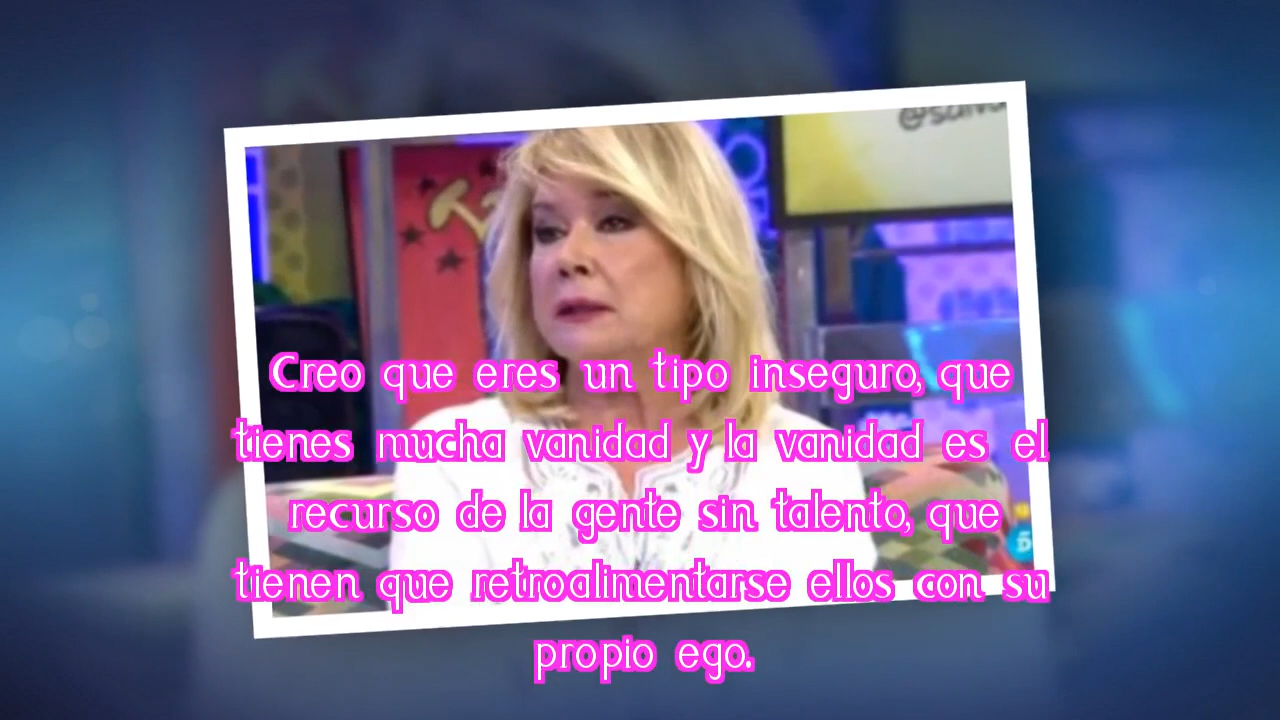 @salva
Creo que eres un tipo inseguro, que
tienes mucha vanidad y la vanidad es el
recurso de la gente sin talento, que
tienen que retroalimentarse ellos con su
propio ego.